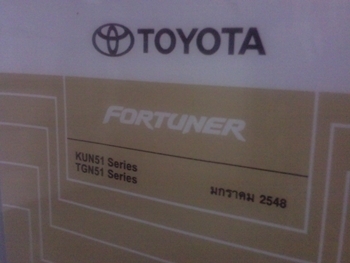 TOYOTA
FORTUNER
KUN51 Series
TGN51 Series
มกราคม 2548